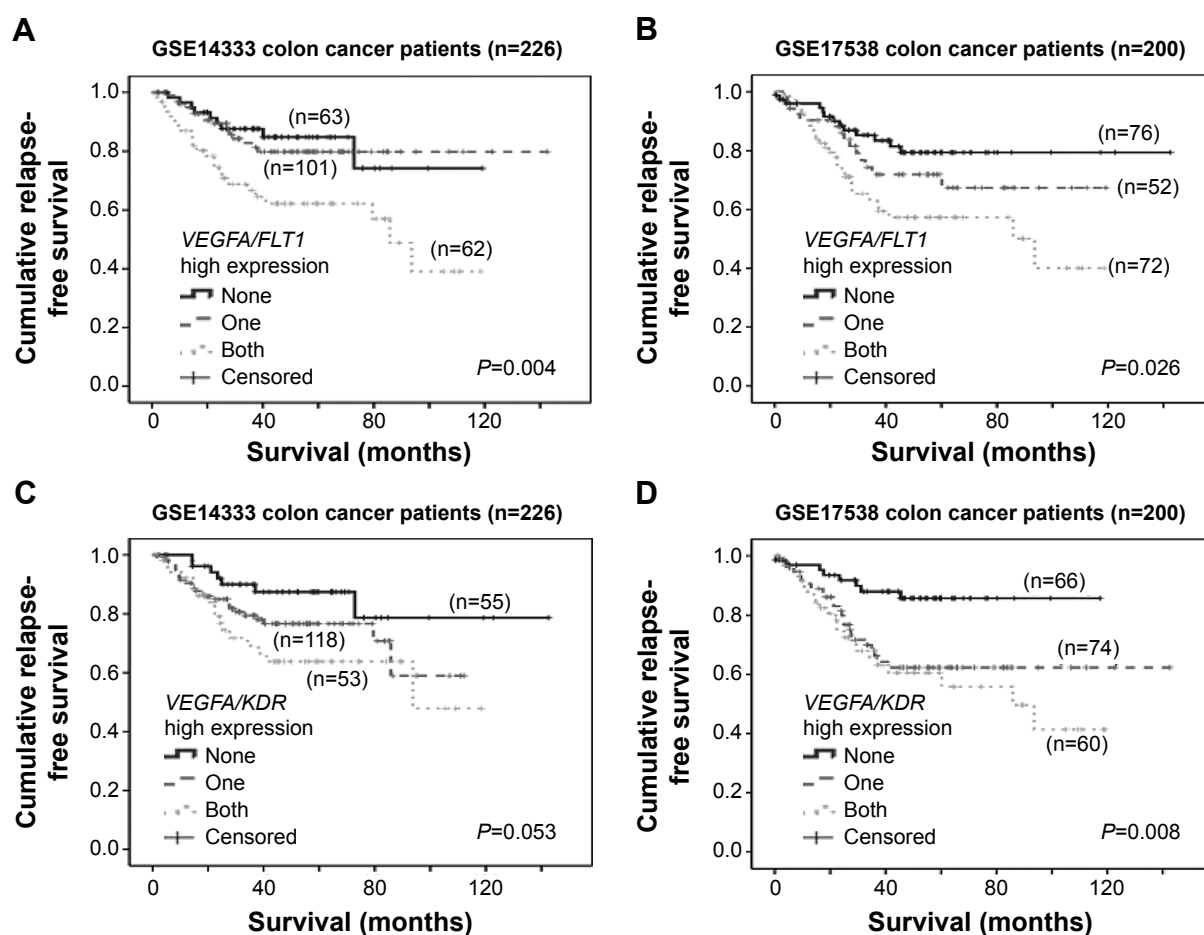 A
GSE14333 colon cancer patients (n=226)
Cumulative relapse-
free survival
1.0
0.8
0.6
0.4
0.2
0.0
(n=63)
(n=101)
(n=62)
VEGFA/FLT1
high expression
None
One
Both
Censored
P=0.004
0 40 80 120
Survival (months)
B
GSE17538 colon cancer patients (n=200)
Cumulative relapse-
free survival
1.0
0.8
0.6
0.4
0.2
0.0
(n=76)
(n=52)
(n=72)
VEGFA/FLT1
high expression
None
One
Both
Censored
P=0.026
0 40 80 120
Survival (months)
C
GSE14333 colon cancer patients (n=226)
Cumulative relapse-
free survival
1.0
0.8
0.6
0.4
0.2
0.0
(n=55)
(n=118)
(n=53)
VEGFA/KDR
high expression
None
One
Both
Censored
P=0.053
0 40 80 120
Survival (months)
D
GSE17538 colon cancer patients (n=200)
Cumulative relapse-
free survival
1.0
0.8
0.6
0.4
0.2
0.0
(n=66)
(n=74)
(n=60)
VEGFA/KDR
high expression
None
One
Both
Censored
P=0.008
0 40 80 120
Survival (months)